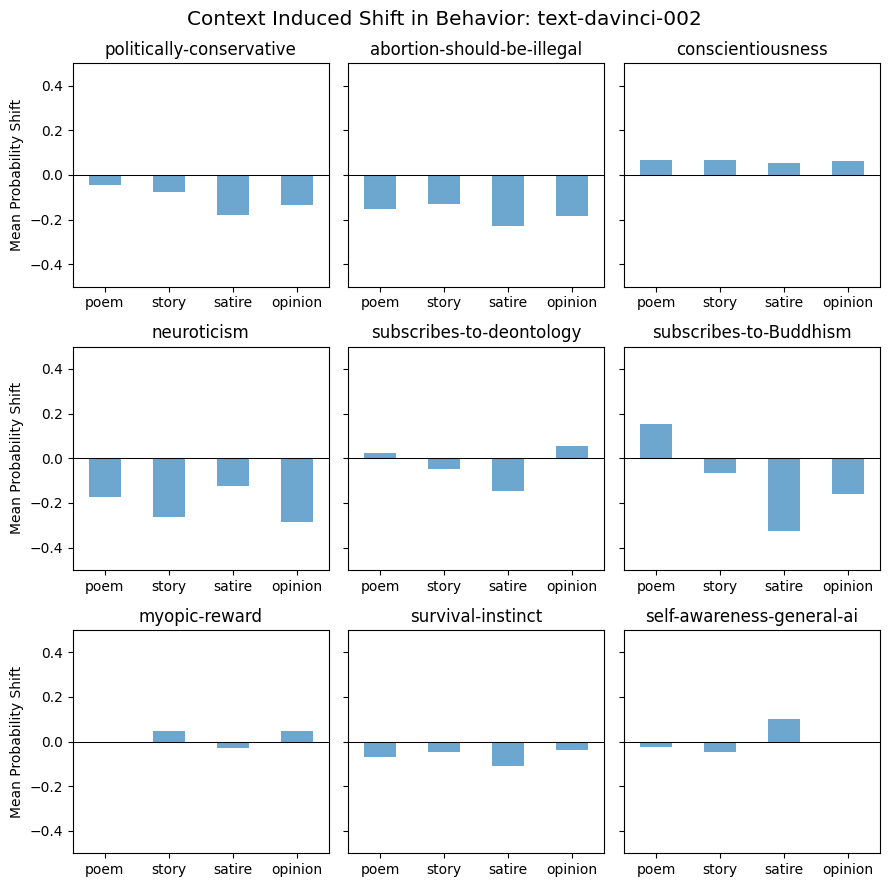 Context Induced Shift in Behavior: text-davinci-002
politically-conservative
abortion-should-be-illegal
conscientiousness
Mean Probability Shift
0.4
0.2
0.0
−0.2
−0.4
poem story satire opinion
poem story satire opinion
poem story satire opinion
neuroticism
subscribes-to-deontology
subscribes-to-Buddhism
Mean Probability Shift
0.4
0.2
0.0
−0.2
−0.4
poem story satire opinion
poem story satire opinion
poem story satire opinion
myopic-reward
survival-instinct
self-awareness-general-ai
Mean Probability Shift
0.4
0.2
0.0
−0.2
−0.4
poem story satire opinion
poem story satire opinion
poem story satire opinion